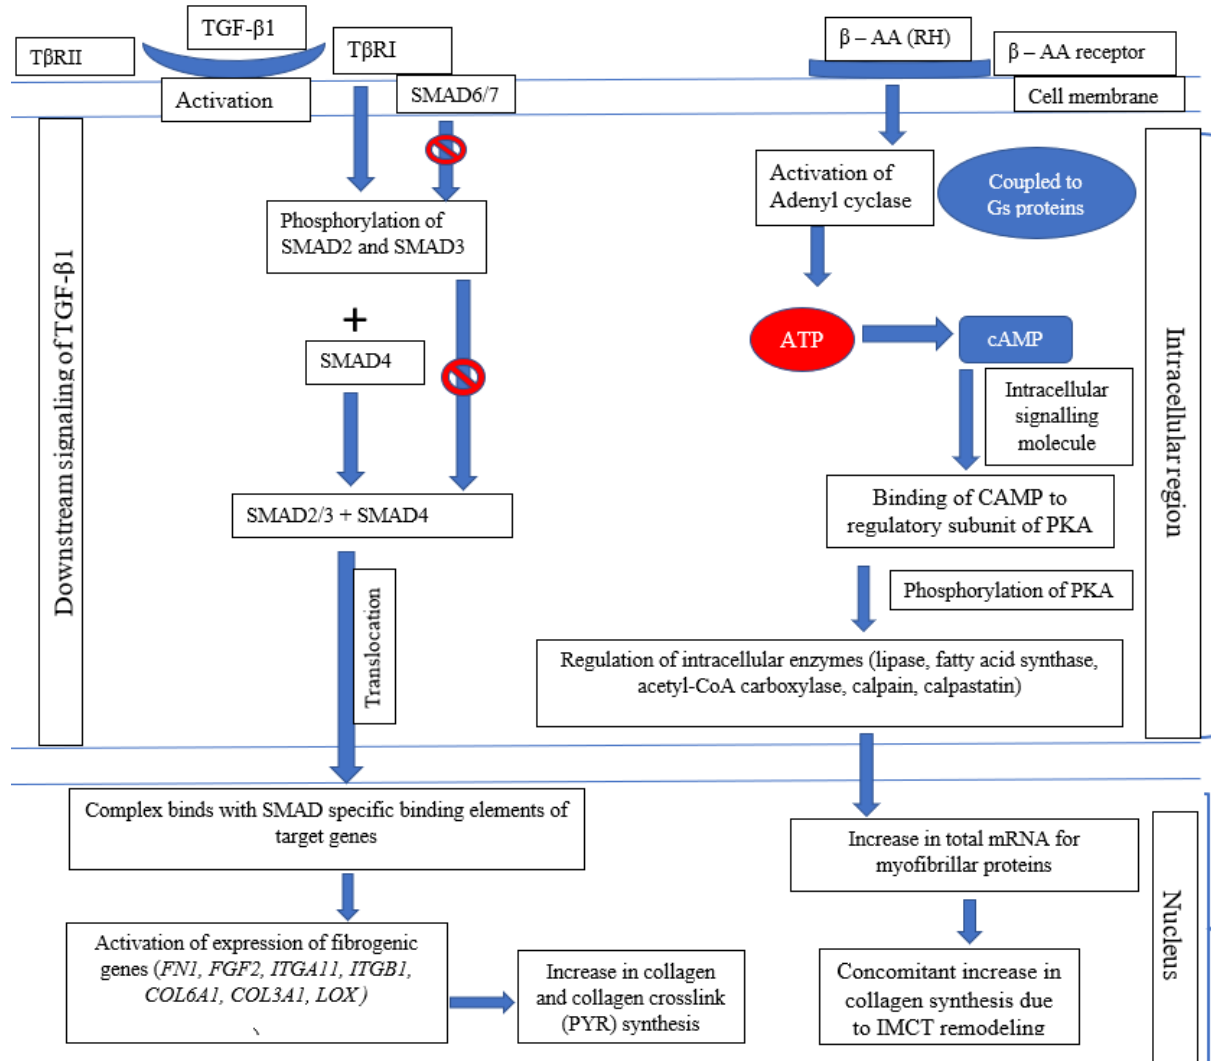 TGF-β1
TβRII
TβRI
Activation
SMAD6/7
Downstream signaling of TGF-β1
Phosphorylation of
SMAD2 and SMAD3
+
SMAD4
SMAD2/3 + SMAD4
Translocation
Complex binds with SMAD specific binding elements of
target genes
Activation of expression of fibrogenic
genes (FN1, FGF2, ITGA11, ITGB1,
COL6A1, COL3A1, LOX )
、
Increase in collagen
and collagen crosslink
(PYR) synthesis
β – AA (RH)
β – AA receptor
Cell membrane
Activation of
Adenyl cyclase
Coupled to
Gs proteins
ATP
cAMP
Intracellular
signalling
molecule
Binding of CAMP to
regulatory subunit of PKA
Phosphorylation of PKA
Regulation of intracellular enzymes (lipase, fatty acid synthase,
acetyl-CoA carboxylase, calpain, calpastatin)
Intracellular region
Increase in total mRNA for
myofibrillar proteins
Concomitant increase in
collagen synthesis due
to IMCT remodeling
Nucleus